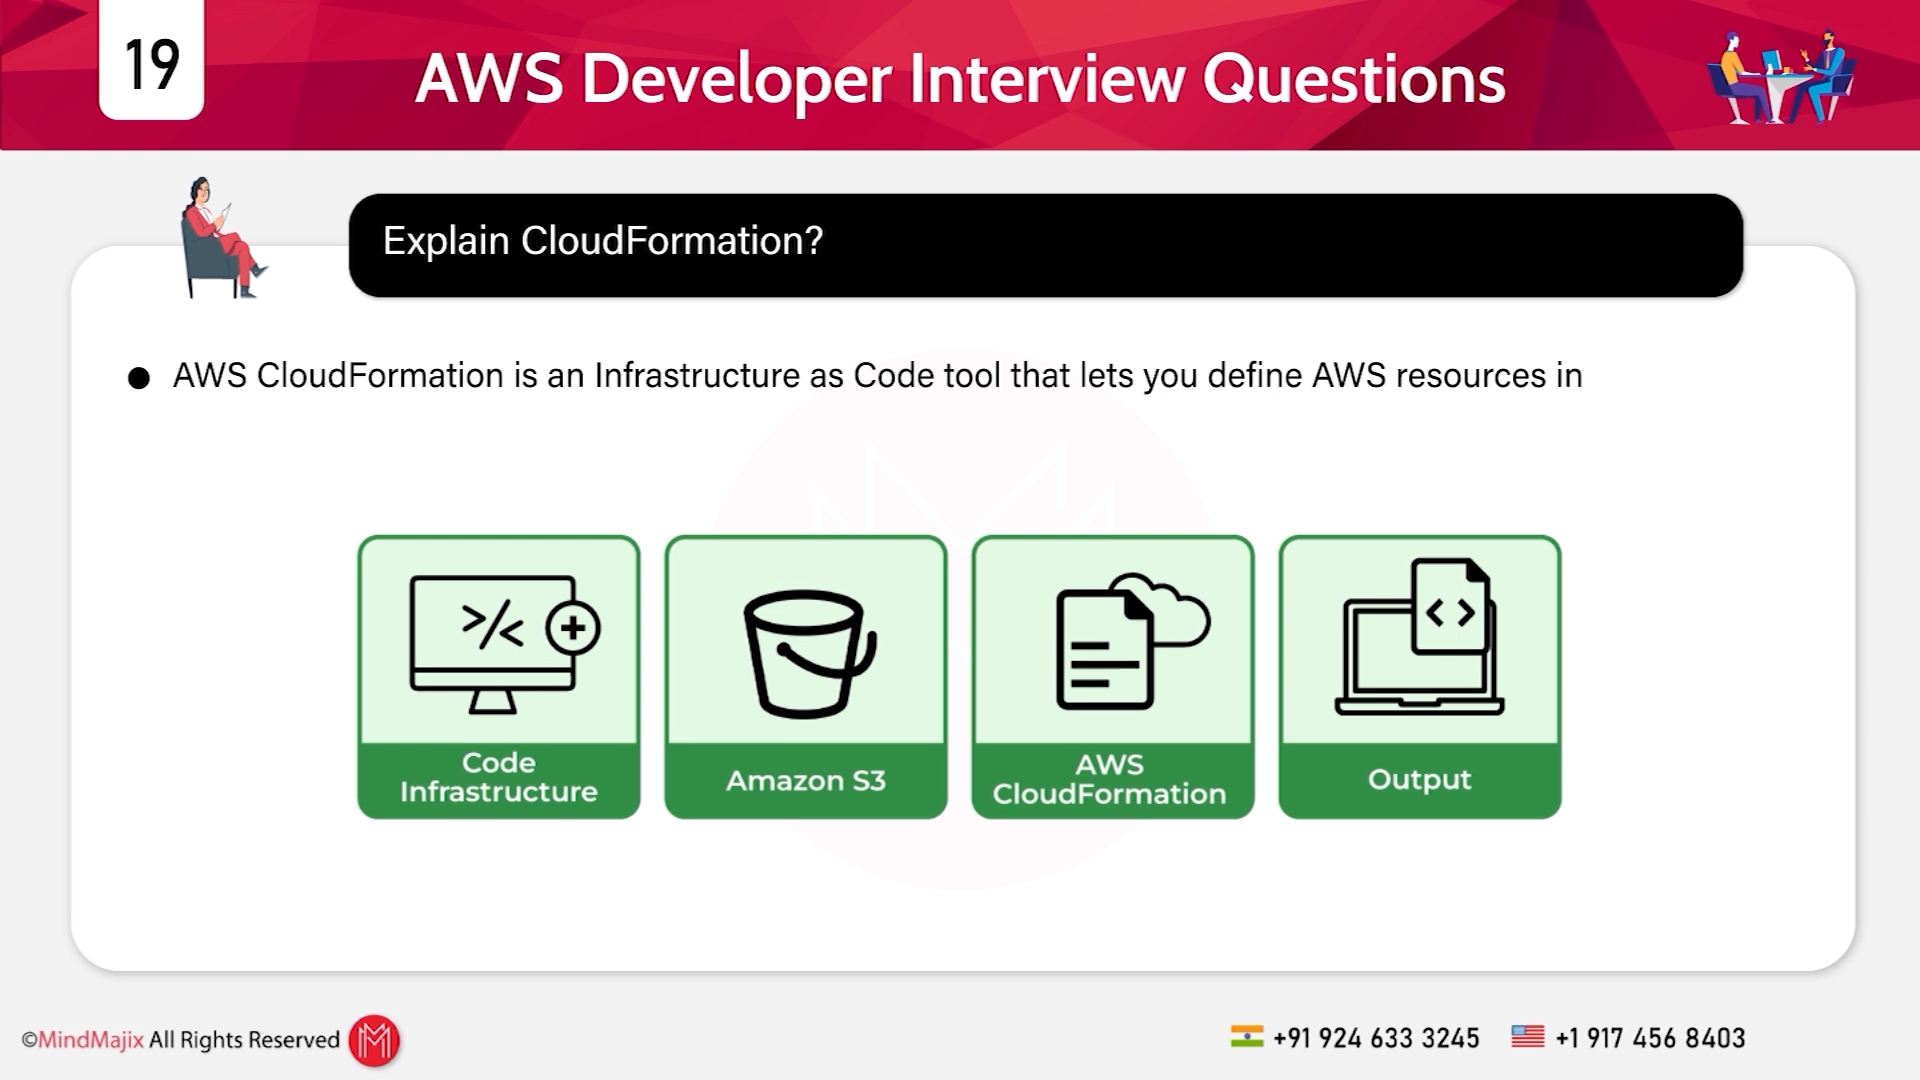 19
AWS Developer Interview Questions
Explain CloudFormation?
● AWS CloudFormation is an Infrastructure as Code tool that lets you define AWS resources in
>/<
Code
Infrastructure
Amazon S3
AWS
CloudFormation
< >
Output
©MindMajix All Rights Reserved
+91 924 633 3245
+1 917 456 8403